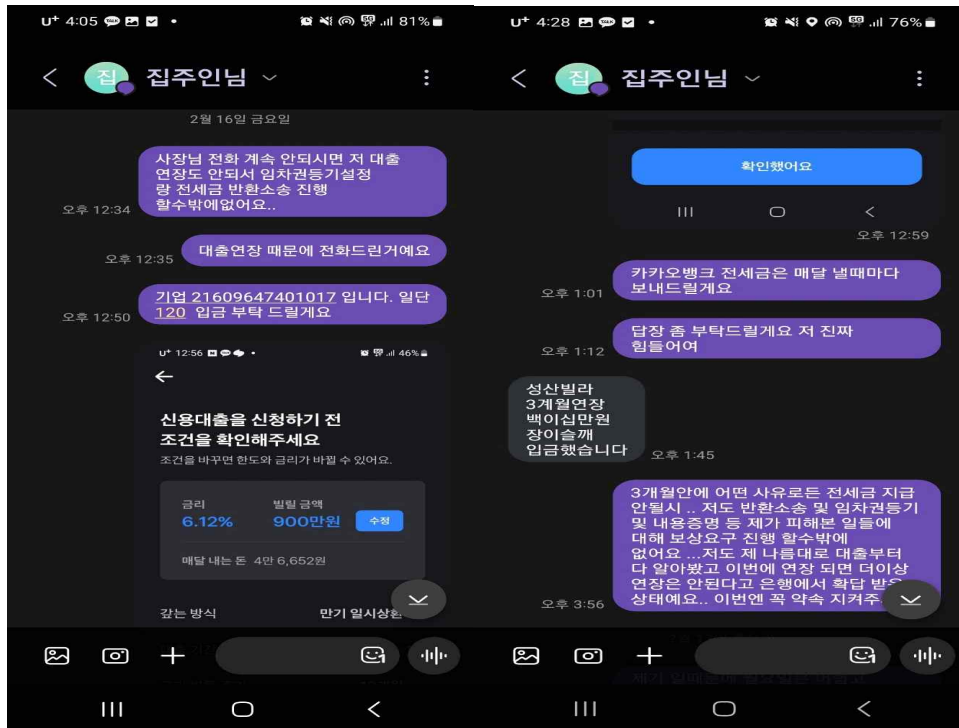 U+ 4:05
81%
집 집주인님
2월 16일 금요일
사장님 전화 계속 안되시면 저 대출
연장도 안되서 임차권등기설정
랑 전세금 반환소송 진행
할수밖에없어요..
오후 12:34
대출연장 때문에 전화드린거예요
오후 12:35
기업 21609647401017 입니다. 일단
120 입금 부탁 드릴게요
오후 12:50
U+ 12:56
46%
신용대출을 신청하기 전
조건을 확인해주세요
조건을 바꾸면 한도와 금리가 바뀔 수 있어요.
금리
빌릴 금액
6.12%
900만원
수정
매달 내는 돈 4만 6,652원
갚는 방식
만기 일시상환
U+ 4:28
76%
집 집주인님
확인했어요
오후 12:59
카카오뱅크 전세금은 매달 낼때마다
보내드릴게요
오후 1:01
답장 좀 부탁드릴게요 저 진짜
힘들어여
오후 1:12
성산빌라
3계월연장
백이십만원
장이슬깨
입금했습니다
오후 1:45
3개월안에 어떤 사유로든 전세금 지급
안될시 .. 저도 반환소송 및 임차권등기
및 내용증명 등 제가 피해본 일들에
대해 보상요구 진행 할수밖에
없어요 ...저도 제 나름대로 대출부터
다 알아봤고 이번에 연장 되면 더이상
연장은 안된다고 은행에서 확답 받은
상태예요.. 이번엔 꼭 약속 지켜주
오후 3:56